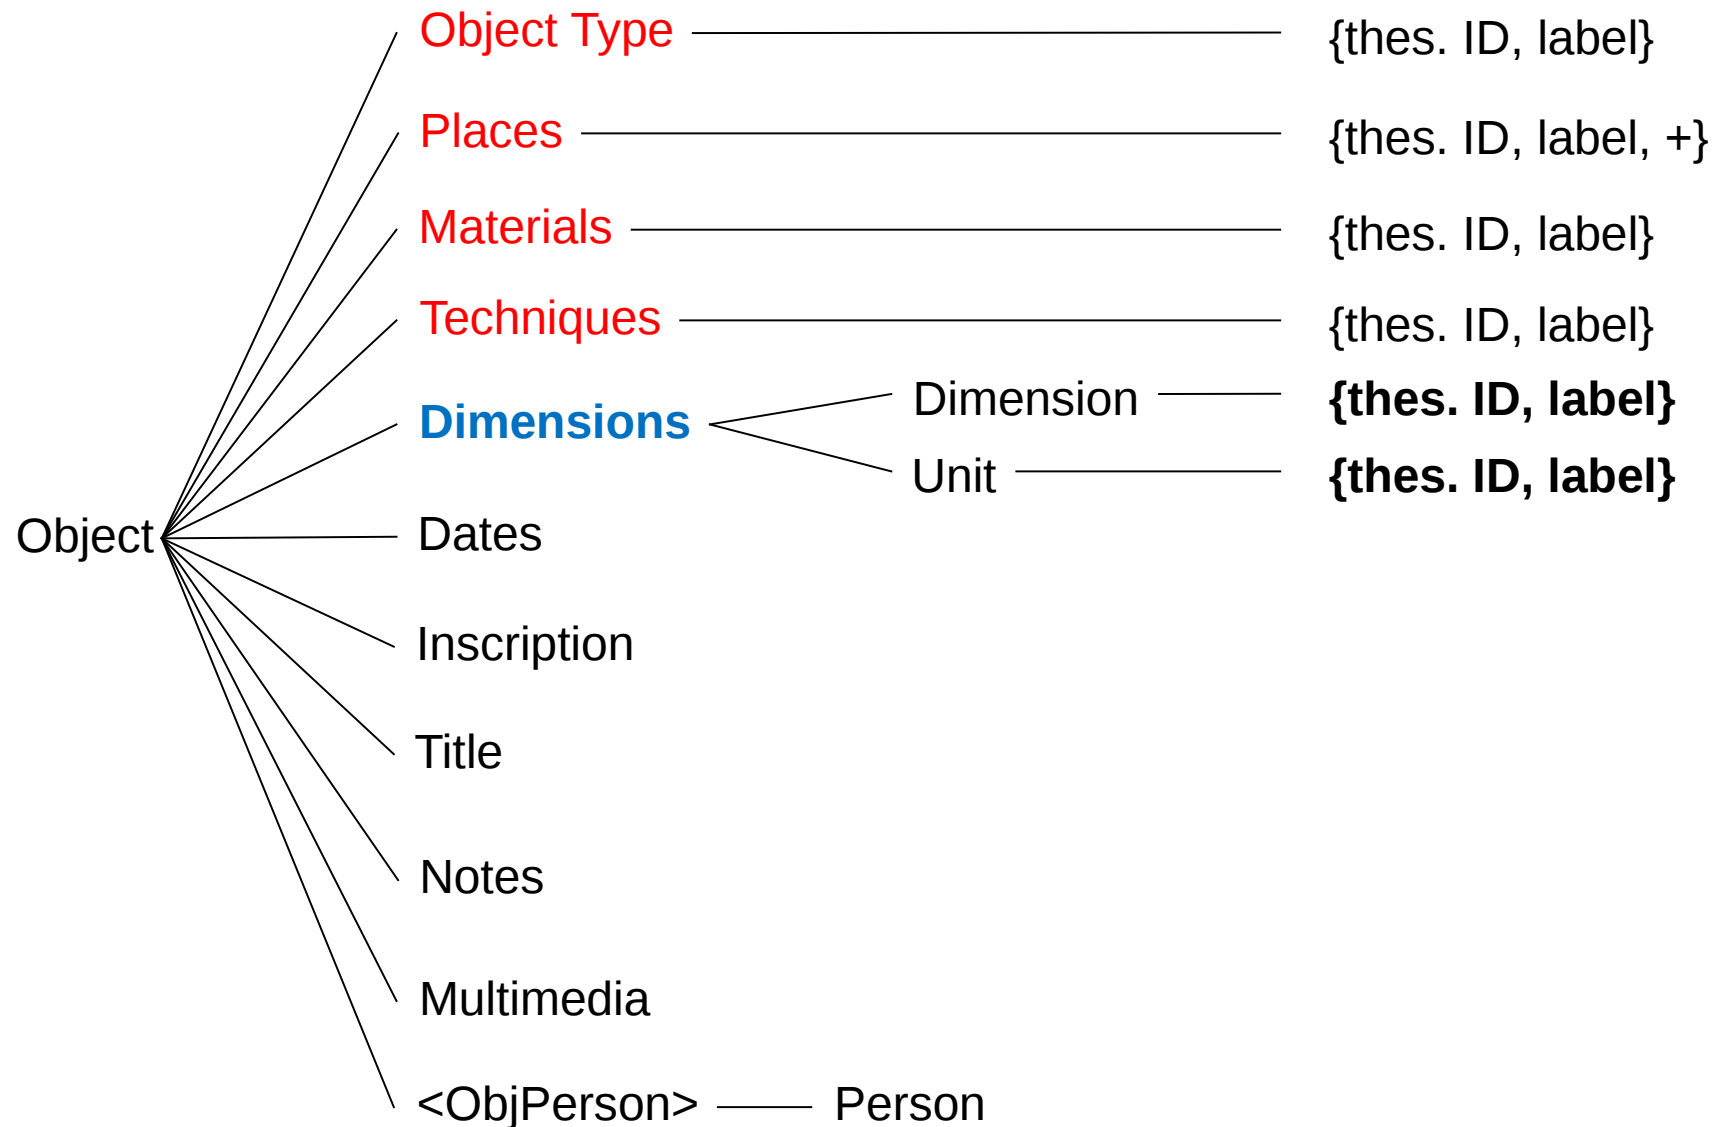 Object Type {thes. ID, label}
Places {thes. ID, label, +}
Materials {thes. ID, label}
Techniques {thes. ID, label}
Dimensions
Dimension {thes. ID, label}
Unit {thes. ID, label}
Object
Dates
Inscription
Title
Notes
Multimedia
<ObjPerson> Person